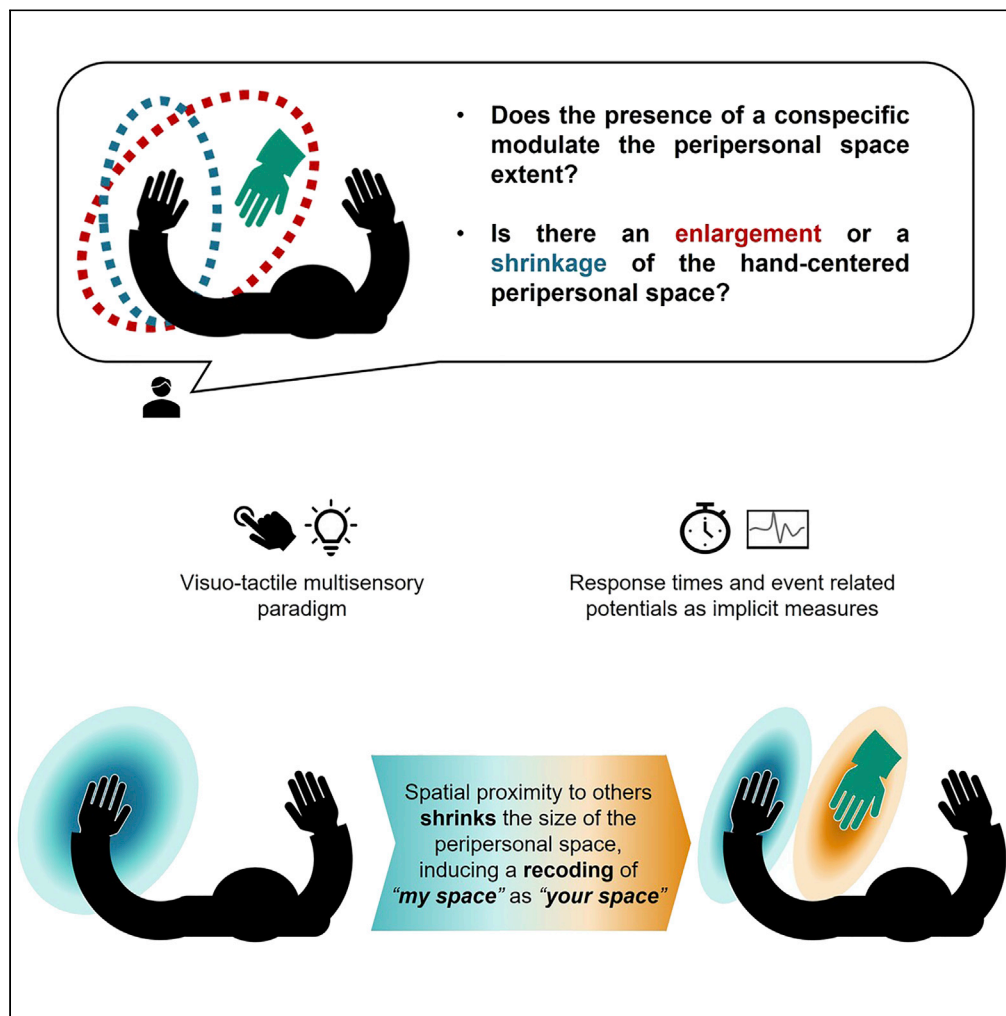 • Does the presence of a conspecific
modulate the peripersonal space
extent?
• Is there an enlargement or a
shrinkage of the hand-centered
peripersonal space?
Visuo-tactile multisensory
paradigm
Response times and event related
potentials as implicit measures
Spatial proximity to others
shrinks the size of the
peripersonal space,
inducing a recoding of
“my space” as “your space”